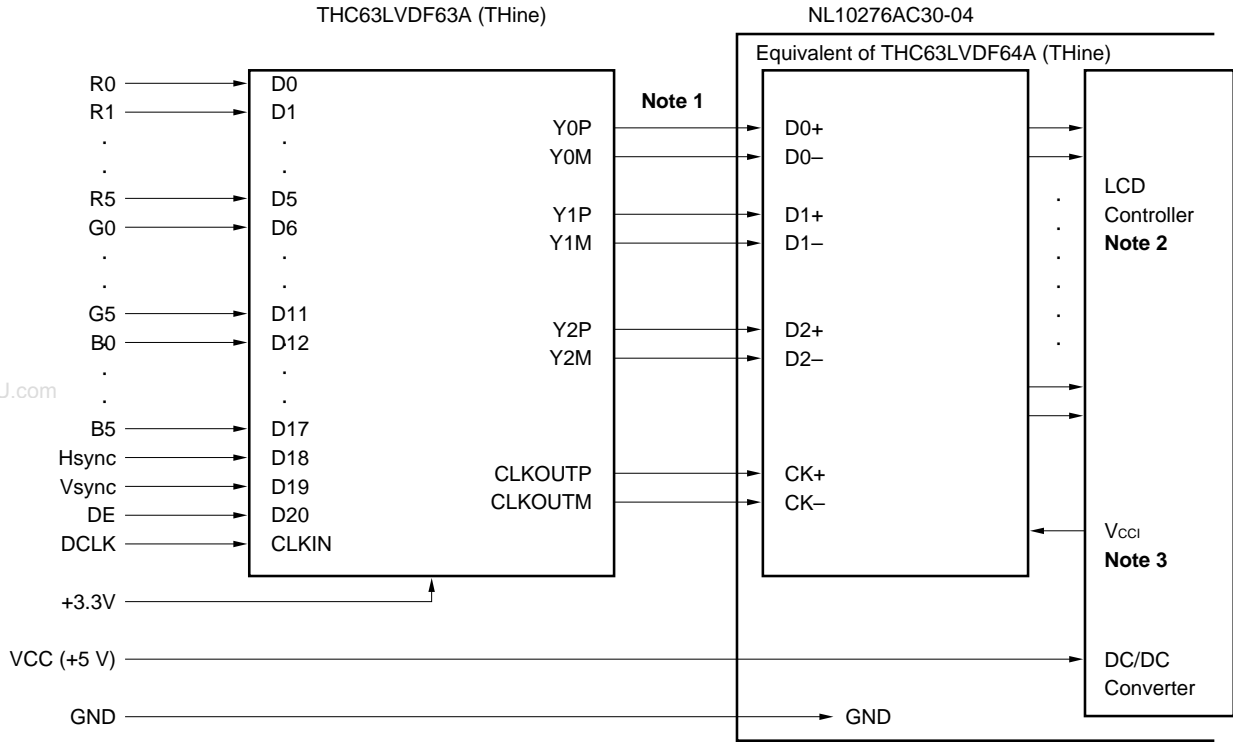 THC63LVDF63A (THine)
NL10276AC30-04
Equivalent of THC63LVDF64A (THine)
R0
R1
.
.
R5
G0
.
.
G5
B0
.
.
B5
Hsync
Vsync
DE
DCLK
+3.3V
VCC (+5 V)
GND
D0
D1
.
.
D5
D6
.
.
D11
D12
.
.
D17
D18
D19
D20
CLKIN
Y0P
Y0M
Y1P
Y1M
Y2P
Y2M
CLKOUTP
CLKOUTM
Note 1
D0+
D0–
D1+
D1–
D2+
D2–
CK+
CK–
GND
.
.
.
.
.
.
LCD
Controller
Note 2
VCCI
Note 3
DC/DC
Converter
U.com